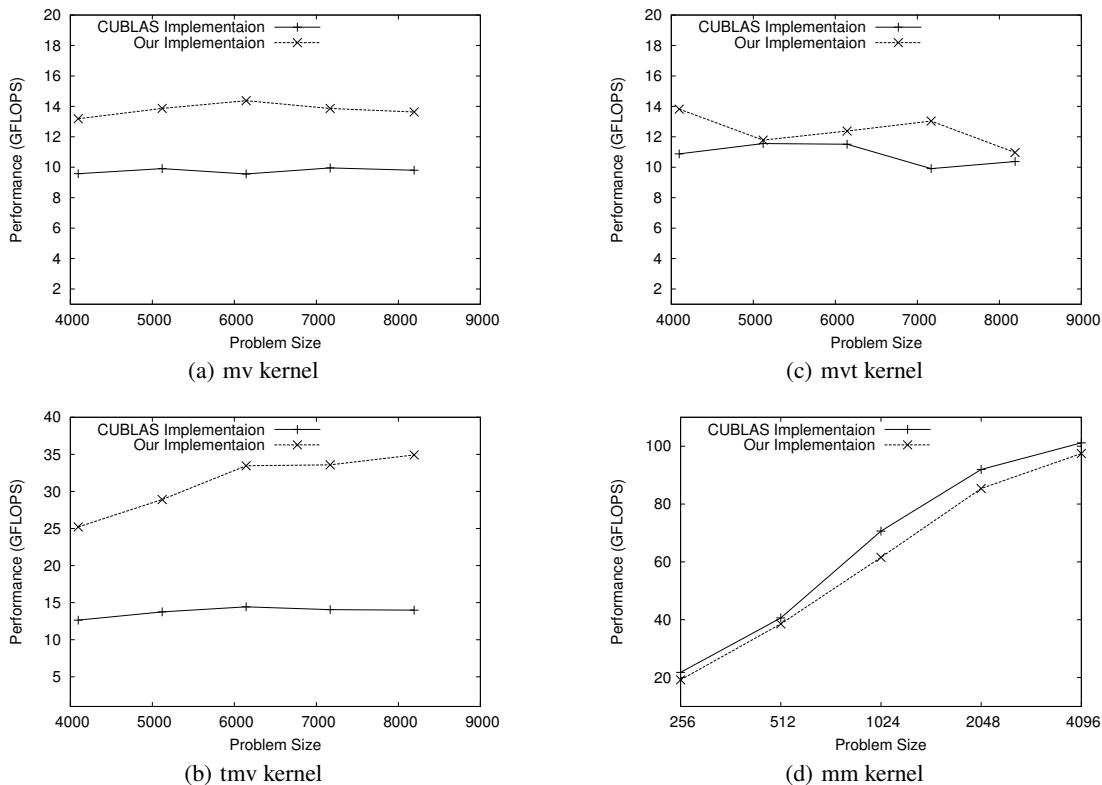 20
18
16
14
12
10
8
6
4
2
Performance (GFLOPS)
CUBLAS Implementaion
Our Implementaion
4000 5000 6000 7000 8000 9000
Problem Size
(a) mv kernel
20
18
16
14
12
10
8
6
4
2
Performance (GFLOPS)
CUBLAS Implementaion
Our Implementaion
4000 5000 6000 7000 8000 9000
Problem Size
(c) mvt kernel
40
35
30
25
20
15
10
5
Performance (GFLOPS)
CUBLAS Implementaion
Our Implementaion
4000 5000 6000 7000 8000 9000
Problem Size
(b) tmv kernel
100
80
60
40
20
Performance (GFLOPS)
CUBLAS Implementaion
Our Implementaion
256 512 1024 2048 4096
Problem Size
(d) mm kernel